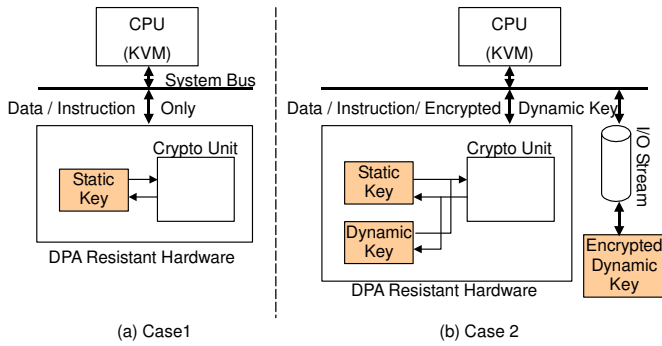 CPU
(KVM)
System Bus
Data / Instruction Only
Crypto Unit
Static
Key
DPA Resistant Hardware
(a) Case1
CPU
(KVM)
Data / Instruction/ Encrypted Dynamic Key
Crypto Unit
Static
Key
Dynamic
Key
DPA Resistant Hardware
I/O Stream
Encrypted
Dynamic
Key
(b) Case 2